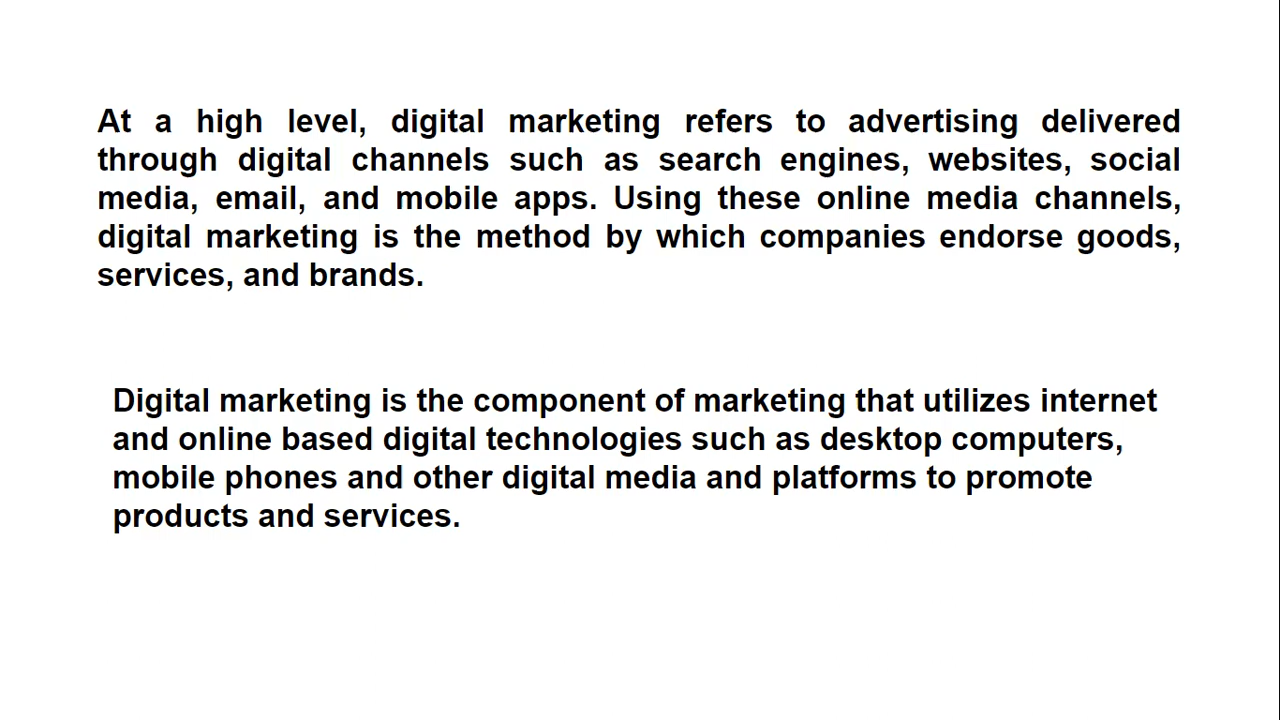 At a high level, digital marketing refers to advertising delivered
through digital channels such as search engines, websites, social
media, email, and mobile apps. Using these online media channels,
digital marketing is the method by which companies endorse goods,
services, and brands.
Digital marketing is the component of marketing that utilizes internet
and online based digital technologies such as desktop computers,
mobile phones and other digital media and platforms to promote
products and services.